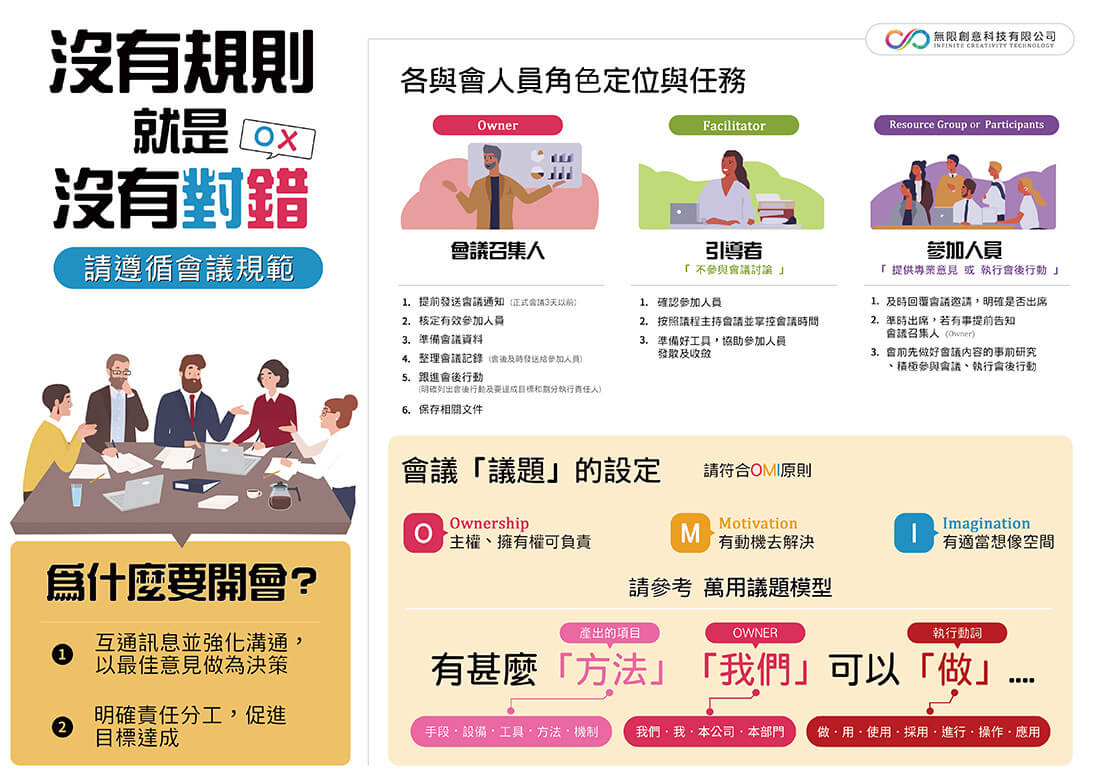 沒有規則
就是 OX
沒有對錯
請遵循會議規範
為什麼要開會?
1 互通訊息並強化溝通，
以最佳意見做為決策
2 明確責任分工，促進
目標達成
無限創意科技有限公司
INFINITE CREATIVITY TECHNOLOGY
各與會人員角色定位與任務
Owner
會議召集人
1. 提前發送會議通知 (正式會議3天以前)
2. 核定有效參加人員
3. 準備會議資料
4. 整理會議記錄 (會後及時發送給參加人員)
5. 跟進會後行動
(明確列出會後行動及要達成目標和劃分執行責任人)
6. 保存相關文件
Facilitator
引導者
「 不參與會議討論 」
1. 確認參加人員
2. 按照議程主持會議並掌控會議時間
3. 準備好工具，協助參加人員
發散及收斂
Resource Group or Participants
參加人員
「 提供專業意見 或 執行會後行動 」
1. 及時回覆會議邀請，明確是否出席
2. 準時出席，若有事提前告知
會議召集人 (Owner)
3. 會前先做好會議內容的事前研究
、積極參與會議、執行會後行動
會議「議題」的設定 請符合OMI原則
O Ownership
主權、擁有權可負責
M Motivation
有動機去解決
I Imagination
有適當想像空間
請參考 萬用議題模型
產出的項目 OWNER 執行動詞
有甚麼「方法」「我們」可以「做」....
手段・設備・工具・方法・機制
我們・我・本公司・本部門
做・用・使用・採用・進行・操作・應用